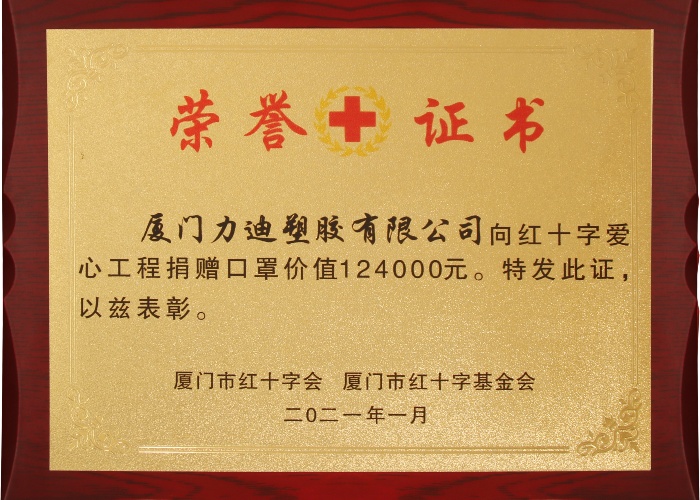 荣誉证书
厦门力迪塑胶有限公司向红十字爱
心工程捐赠口罩价值124000元。特发此证，
以兹表彰。
厦门市红十字会 厦门市红十字基金会
二〇二一年一月